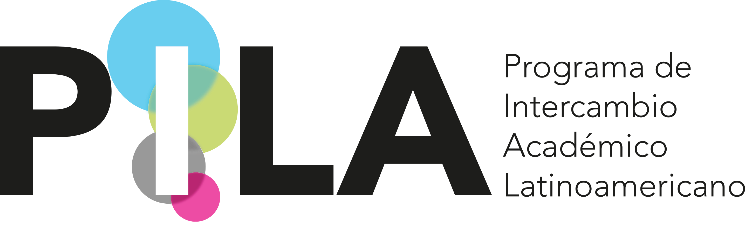 PILA
Programa de
Intercambio
Académico
Latinoamericano